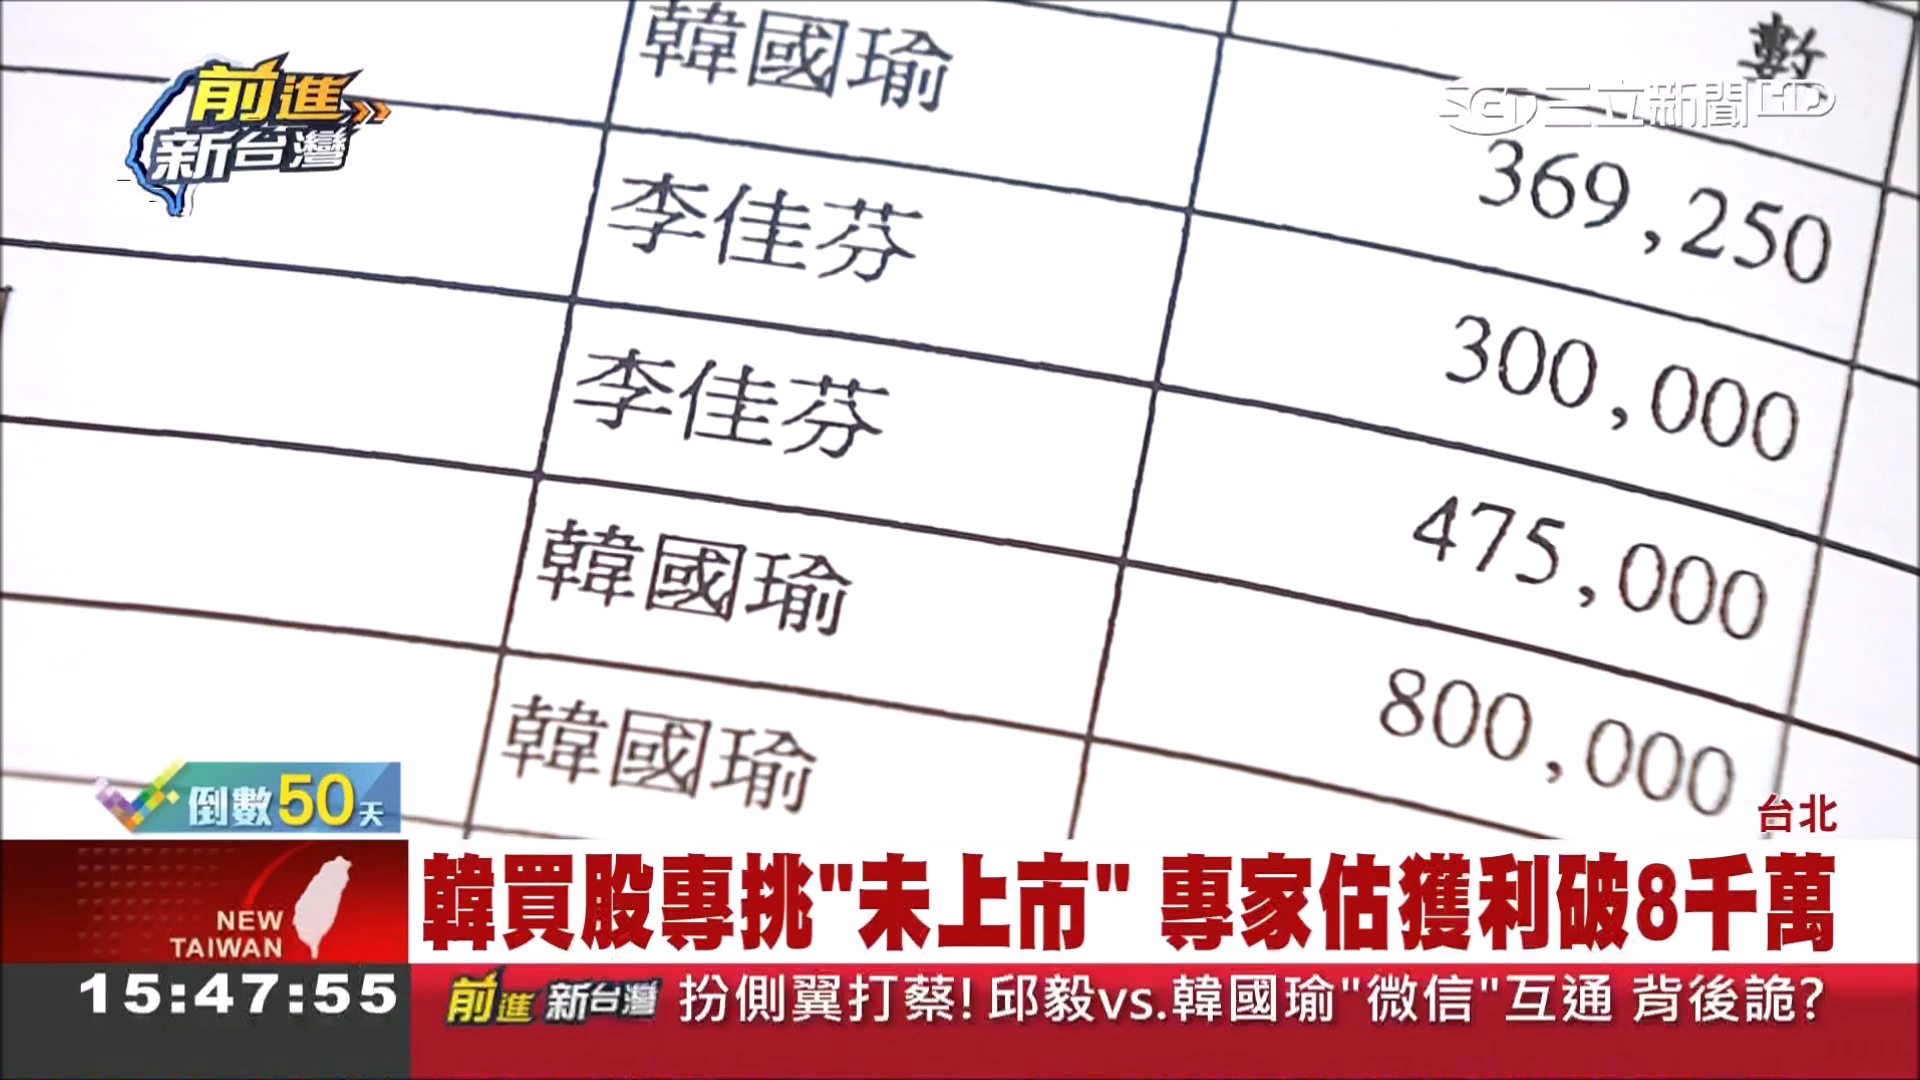 數
韓國瑜
369,250
李佳芬
300,000
李佳芬
475,000
韓國瑜
800,000
韓國瑜
前進
新台灣
SET三立新聞HD
倒數50天
台北
NEW
TAIWAN
韓買股專挑"未上市" 專家估獲利破8千萬
15:47:55
前進新台灣 扮側翼打蔡!邱毅vs.韓國瑜"微信"互通 背後詭?